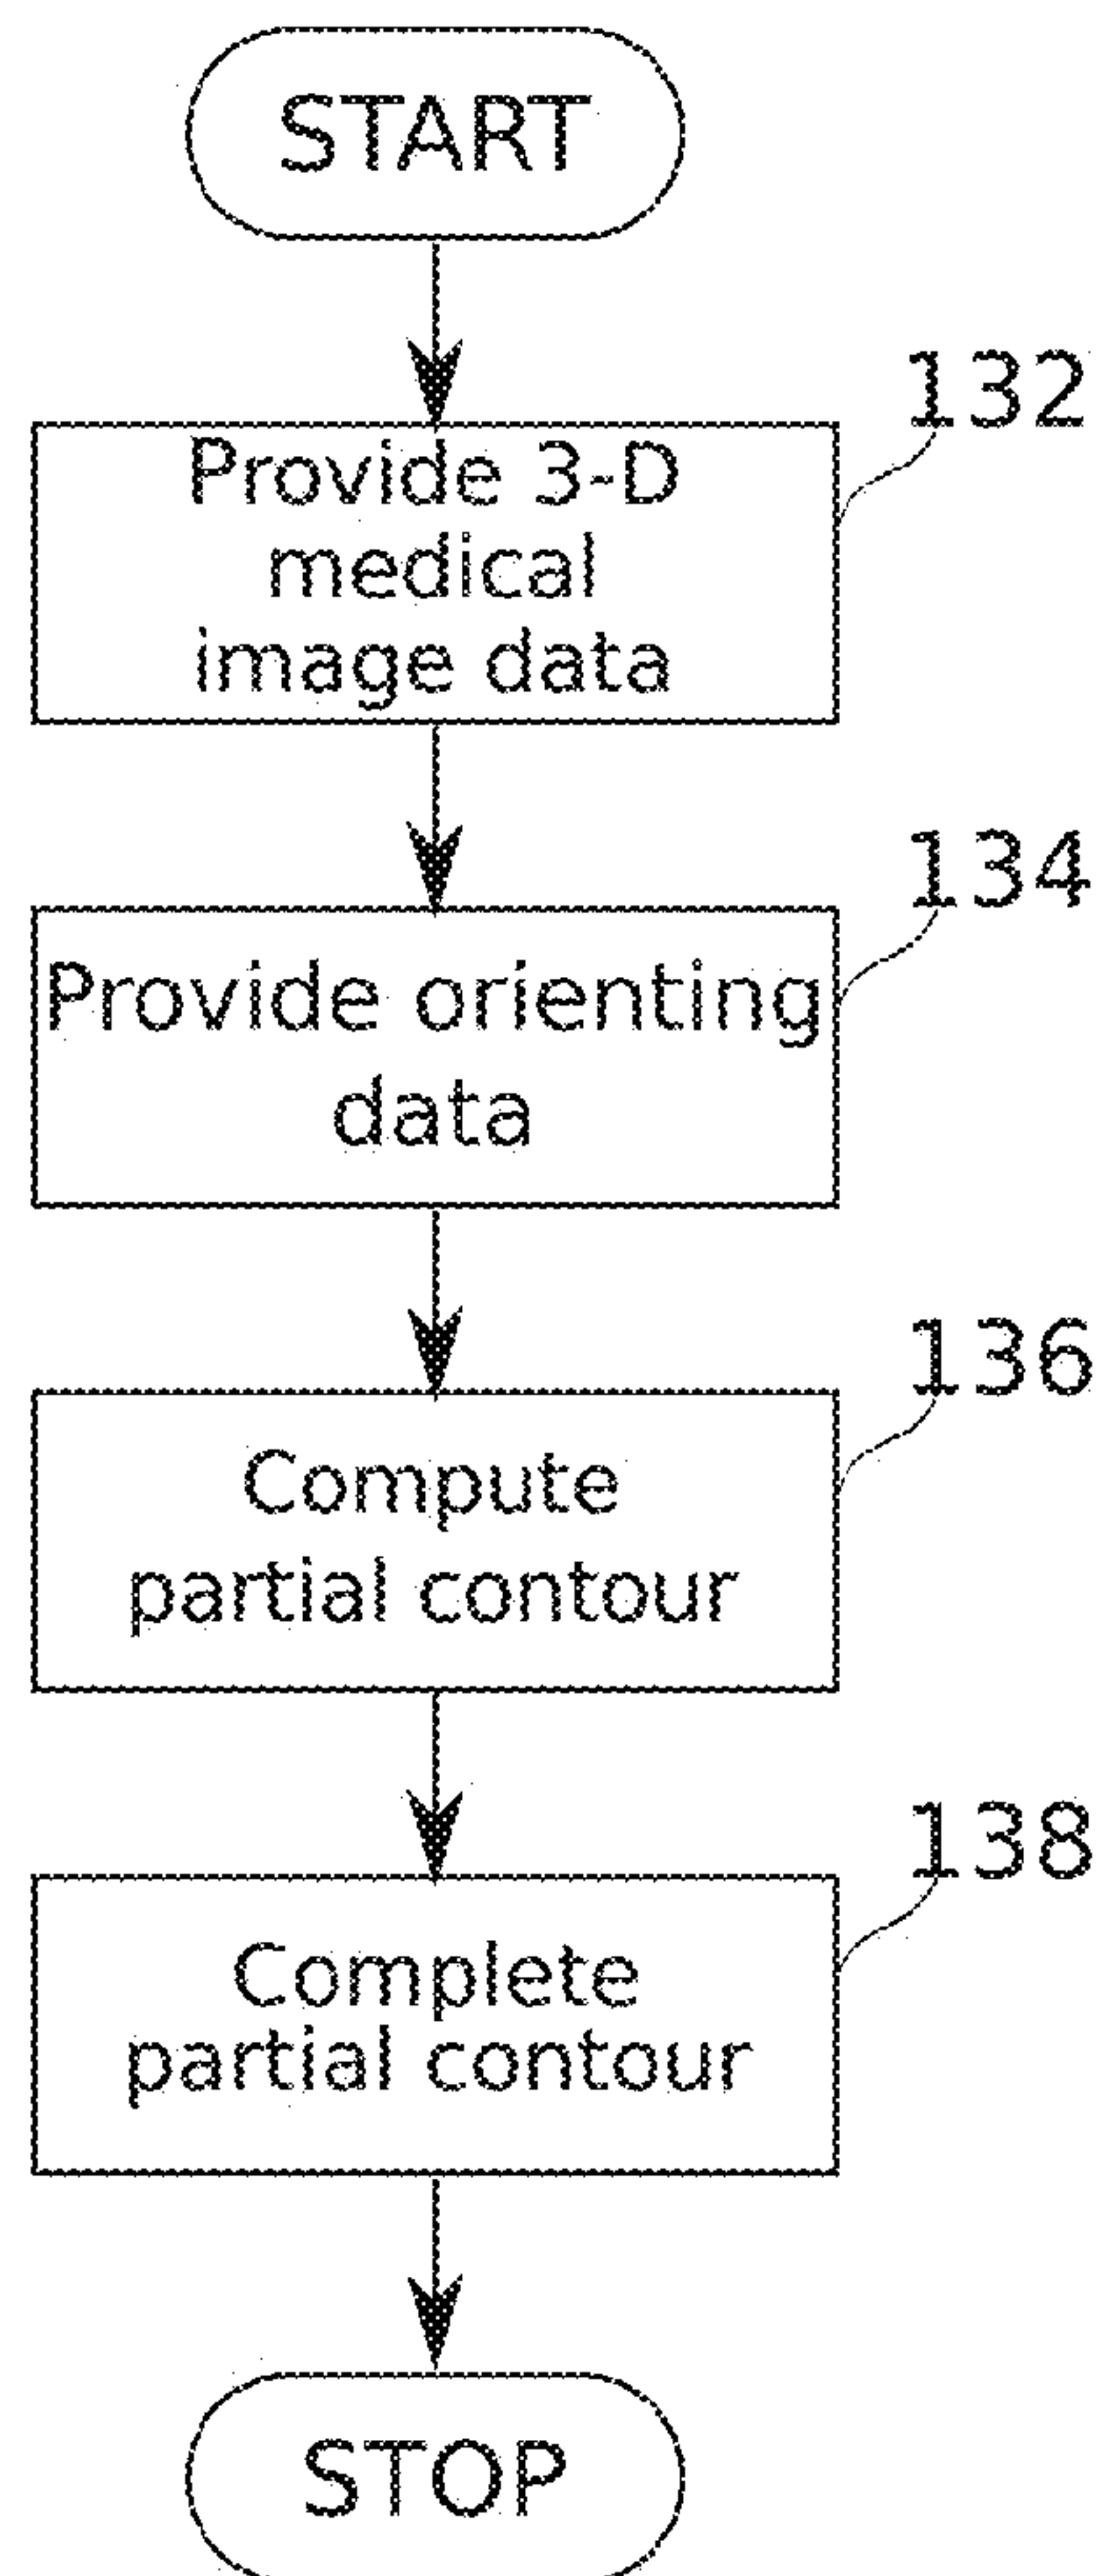 START
132
Provide 3-D
medical
image data
134
Provide orienting
data
136
Compute
partial contour
138
Complete
partial contour
STOP